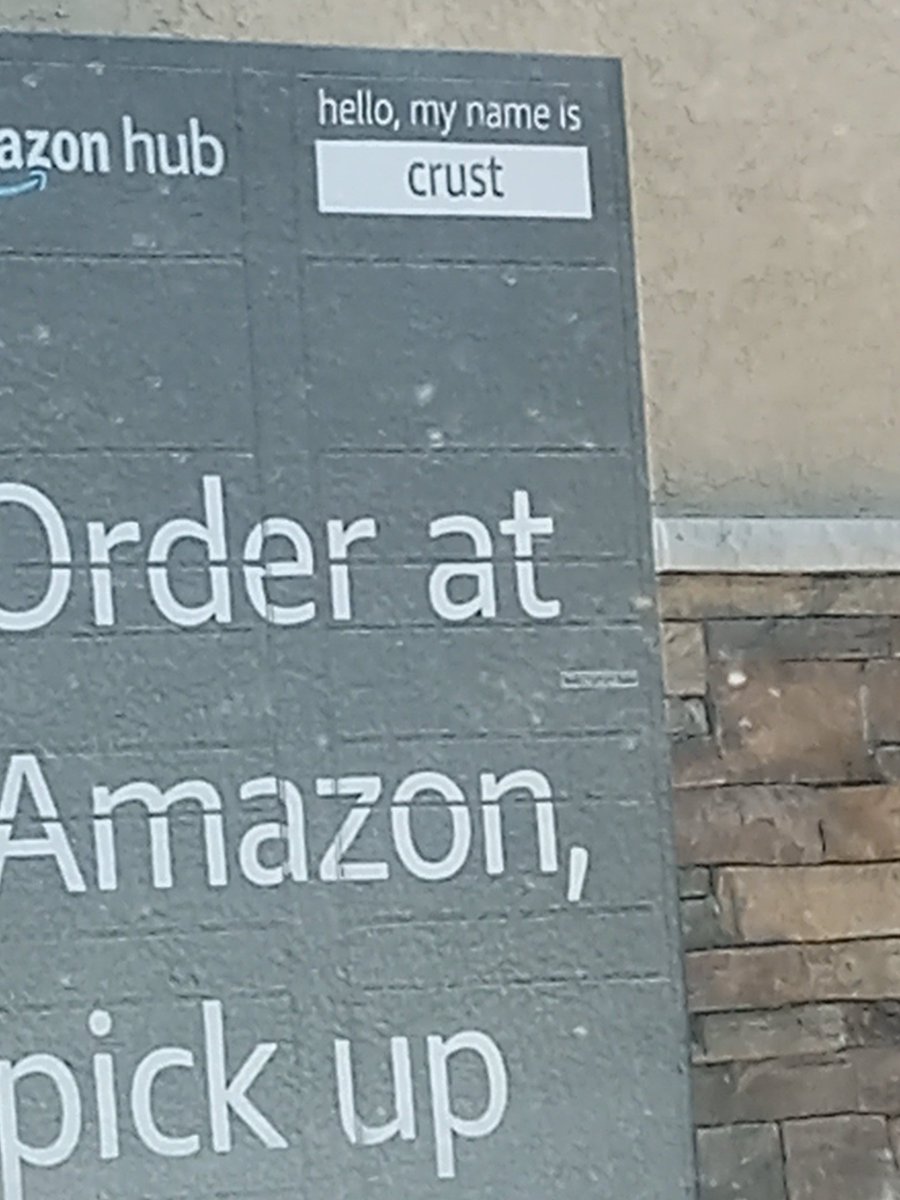 azon hub
hello, my name is
crust
Order at
Amazon,
pick up